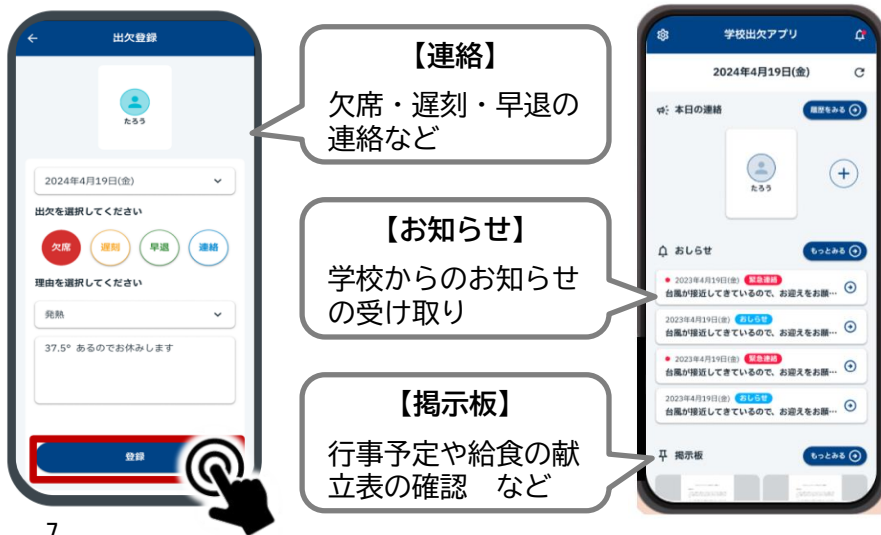 出欠登録
たろう
2024年4月19日(金)
出欠を選択してください
欠席
遅刻
早退
連絡
理由を選択してください
発熱
37.5° あるのでお休みします
登録
7
【連絡】
欠席・遅刻・早退の
連絡など
【お知らせ】
学校からのお知らせ
の受け取り
【掲示板】
行事予定や給食の献
立表の確認 など
学校出欠アプリ
2024年4月19日(金)
本日の連絡
履歴をみる
たろう
おしらせ
もっとみる
2023年4月19日(金) 緊急連絡
台風が接近してきているので、お迎えをお願…
2023年4月19日(金) おしらせ
台風が接近してきているので、お迎えをお願…
2023年4月19日(金) 緊急連絡
台風が接近してきているので、お迎えをお願…
2023年4月19日(金) おしらせ
台風が接近してきているので、お迎えをお願…
掲示板
もっとみる